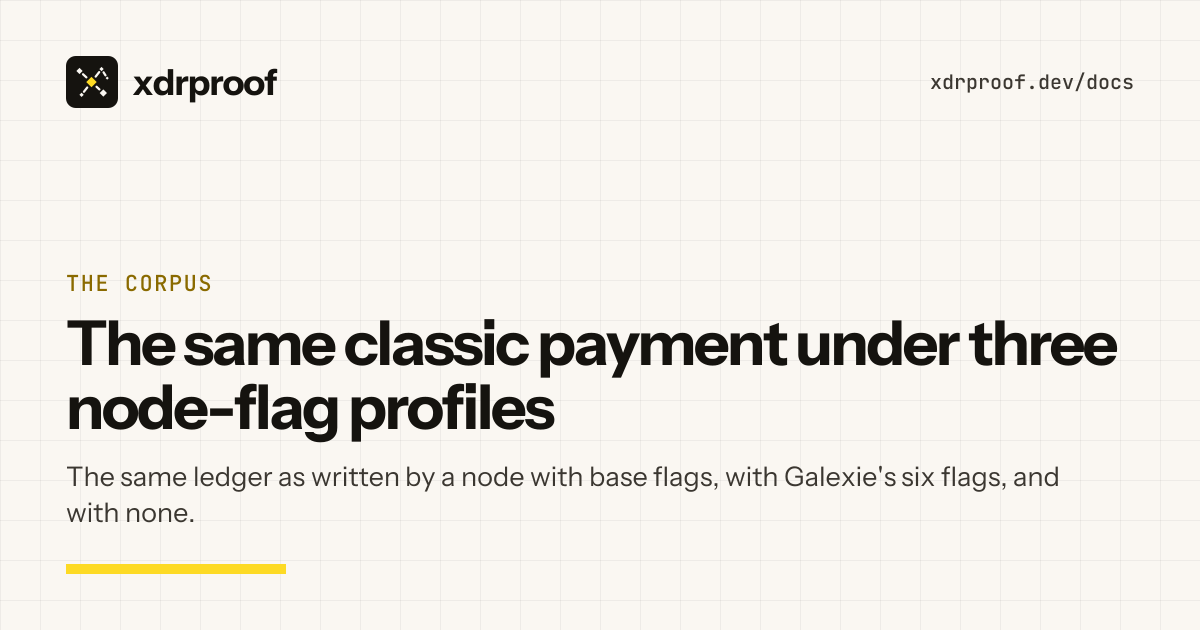 xdrproof
xdrproof.dev/docs
THE CORPUS
The same classic payment under three
node-flag profiles
The same ledger as written by a node with base flags, with Galexie's six flags, and
with none.